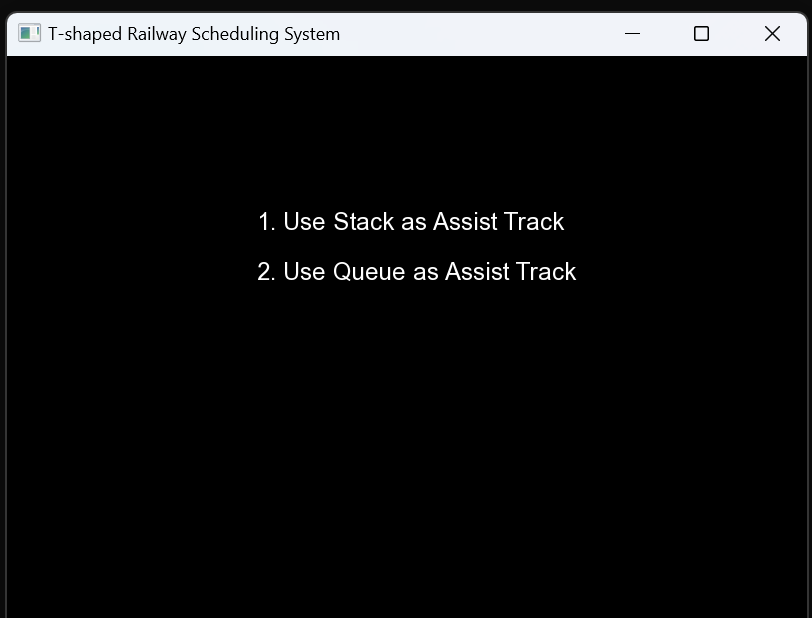 T-shaped Railway Scheduling System
1. Use Stack as Assist Track
2. Use Queue as Assist Track